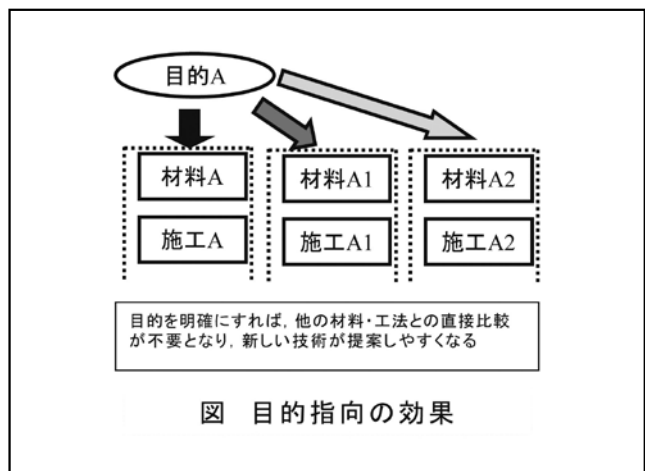 目的A
材料A
材料A1
材料A2
施工A
施工A1
施工A2
目的を明確にすれば，他の材料・工法との直接比較
が不要となり，新しい技術が提案しやすくなる
図 目的指向の効果